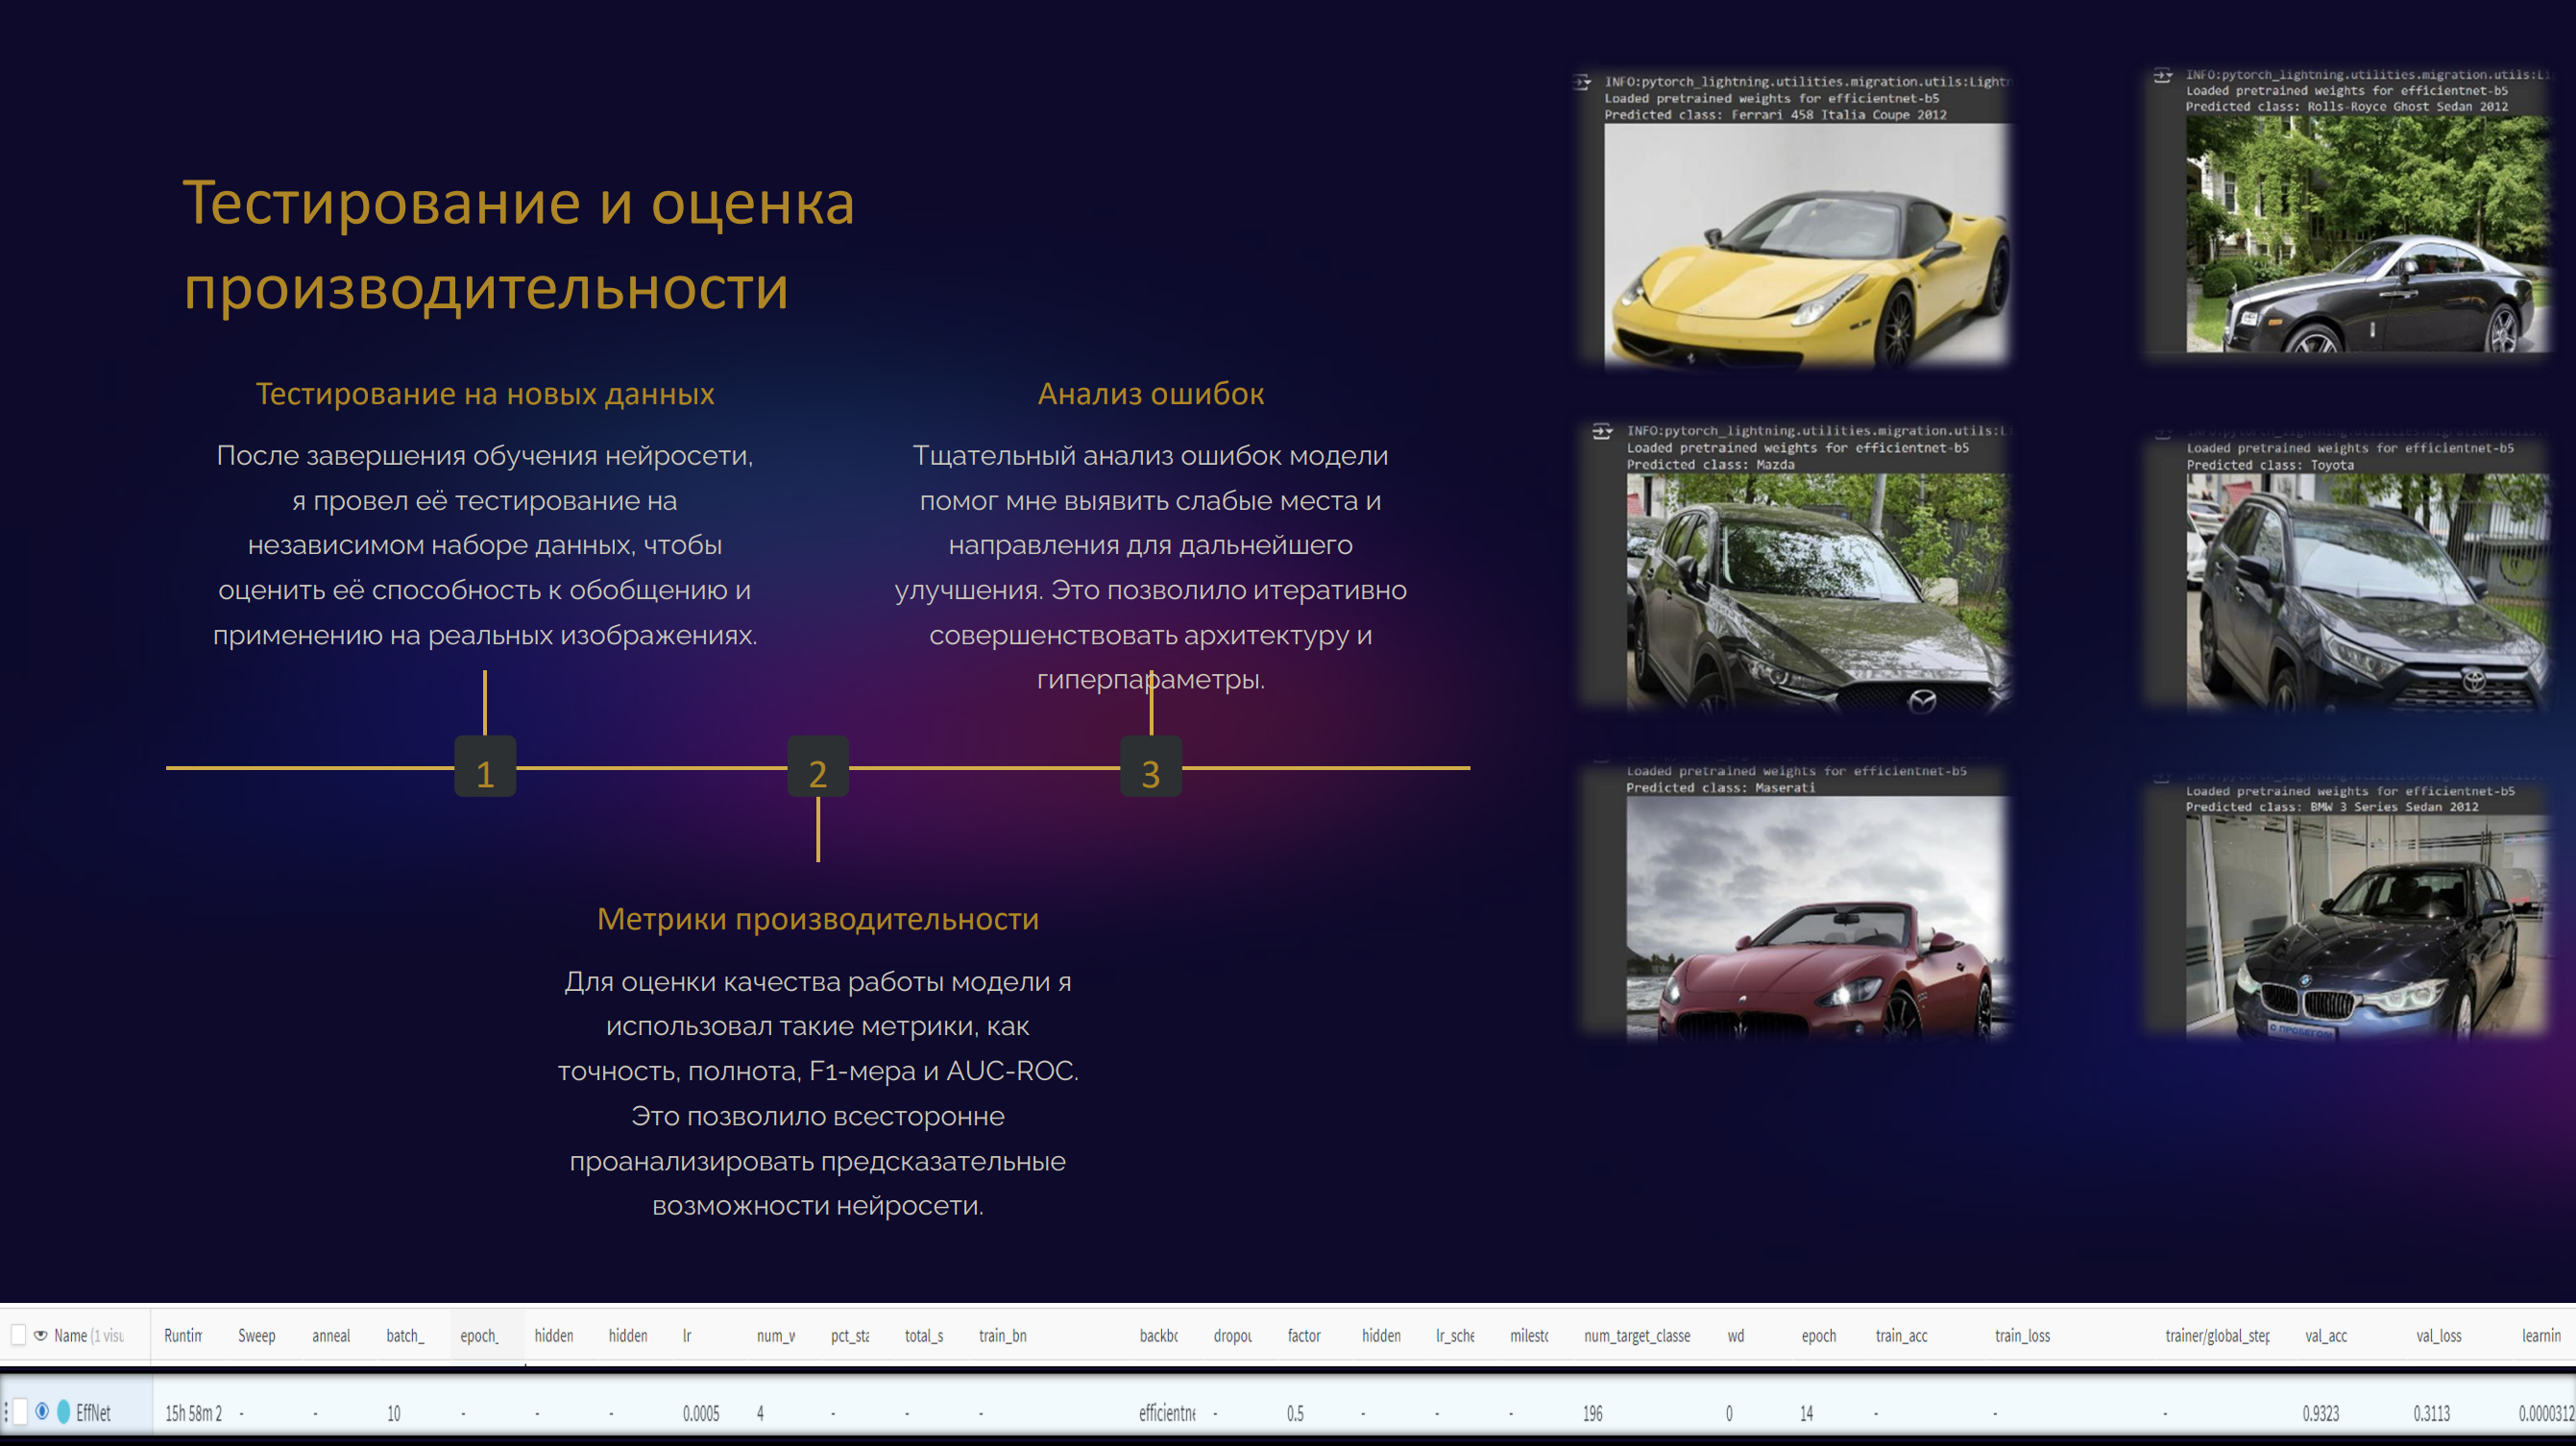 Тестирование и оценка
производительности
Тестирование на новых данных
После завершения обучения нейросети,
я провел её тестирование на
независимом наборе данных, чтобы
оценить её способность к обобщению и
применению на реальных изображениях.
Анализ ошибок
Тщательный анализ ошибок модели
помог мне выявить слабые места и
направления для дальнейшего
улучшения. Это позволило итеративно
совершенствовать архитектуру и
гиперпараметры.
1
2
3
Метрики производительности
Для оценки качества работы модели я
использовал такие метрики, как
точность, полнота, F1-мера и AUC-ROC.
Это позволило всесторонне
проанализировать предсказательные
возможности нейросети.
INFO:pytorch_lightning.utilities.migration.utils:Lightn
Loaded pretrained weights for efficientnet-b5
Predicted class: Ferrari 458 Italia Coupe 2012
INFO:pytorch_lightning.utilities.migration.utils:Li
Loaded pretrained weights for efficientnet-b5
Predicted class: Rolls-Royce Ghost Sedan 2012
INFO:pytorch_lightning.utilities.migration.utils:L
Loaded pretrained weights for efficientnet-b5
Predicted class: Mazda
Loaded pretrained weights for efficientnet-b5
Predicted class: Toyota
Loaded pretrained weights for efficientnet-b5
Predicted class: Maserati
Loaded pretrained weights for efficientnet-b5
Predicted class: BMW 3 Series Sedan 2012
С ПРОБЕГОМ
Name (1 visu Runtin Sweep anneal batch_ epoch_ hidden hidden lr num_w pct_sta total_s train_bn backbo dropou factor hidden lr_sche milesto num_target_classe wd epoch train_acc train_loss trainer/global_step val_acc val_loss learnin
EffNet 15h 58m 2 - - 10 - - - 0.0005 4 - - - efficientne - 0.5 - - - 196 0 14 - - - 0.9323 0.3113 0.0000312